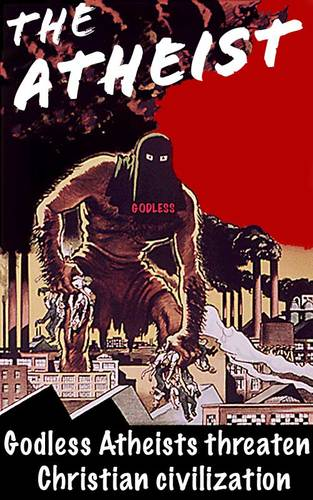 THE
ATHEIST
GODLESS
Godless Atheists threaten
Christian civilization